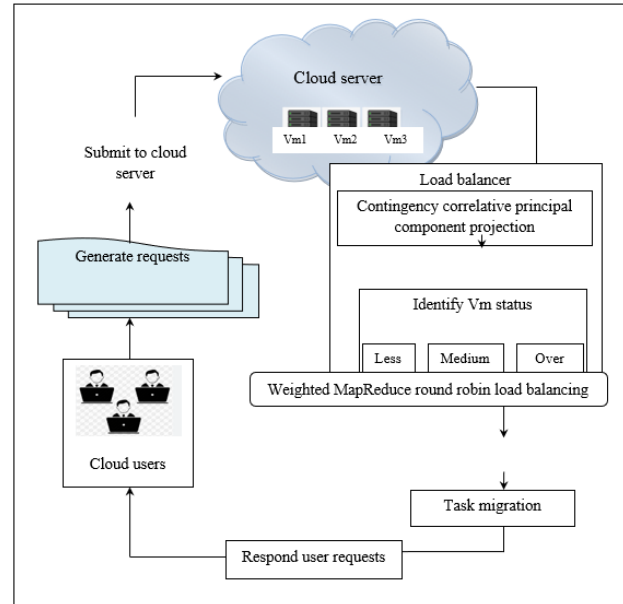 Cloud server
Vm1 Vm2 Vm3
Submit to cloud
server
Load balancer
Contingency correlative principal
component projection
Generate requests
Identify Vm status
Less Medium Over
Weighted MapReduce round robin load balancing
Cloud users
Task migration
Respond user requests